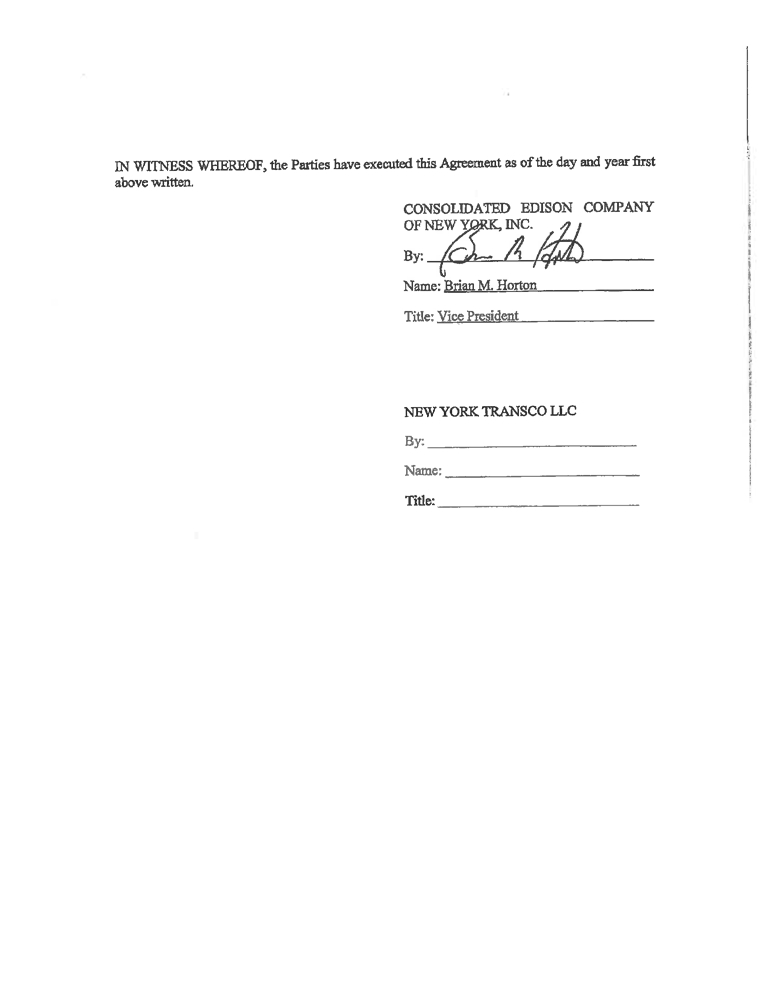 IN WITNESS WHEREOF, the Parties have executed this Agreement as of the day and year first
above written.
CONSOLIDATED EDISON COMPANY
OF NEW YORK, INC.
By:
Name: Brian M. Horton
Title: Vice President
NEW YORK TRANSCO LLC
By:
Name:
Title: